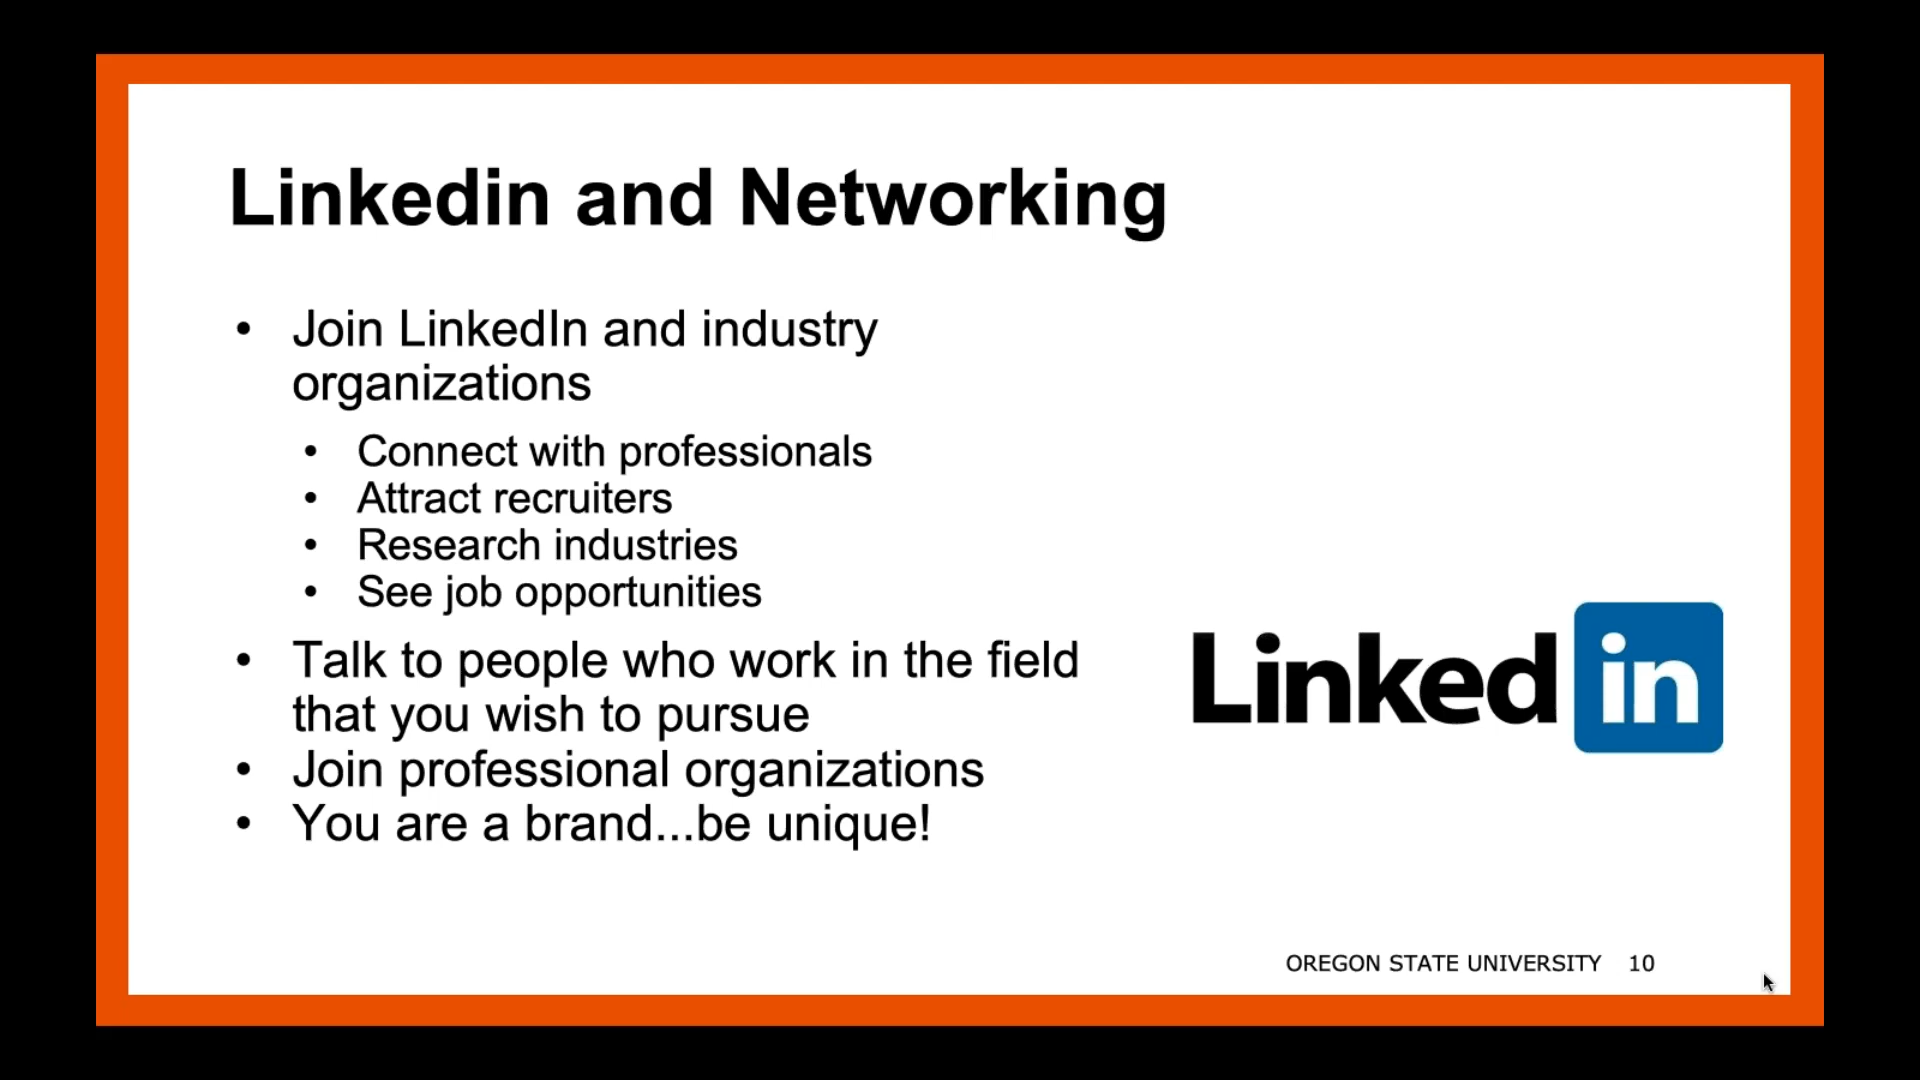 Linkedin and Networking
• Join LinkedIn and industry
organizations
• Connect with professionals
• Attract recruiters
• Research industries
• See job opportunities
• Talk to people who work in the field
that you wish to pursue
• Join professional organizations
• You are a brand...be unique!
Linked in
OREGON STATE UNIVERSITY 10